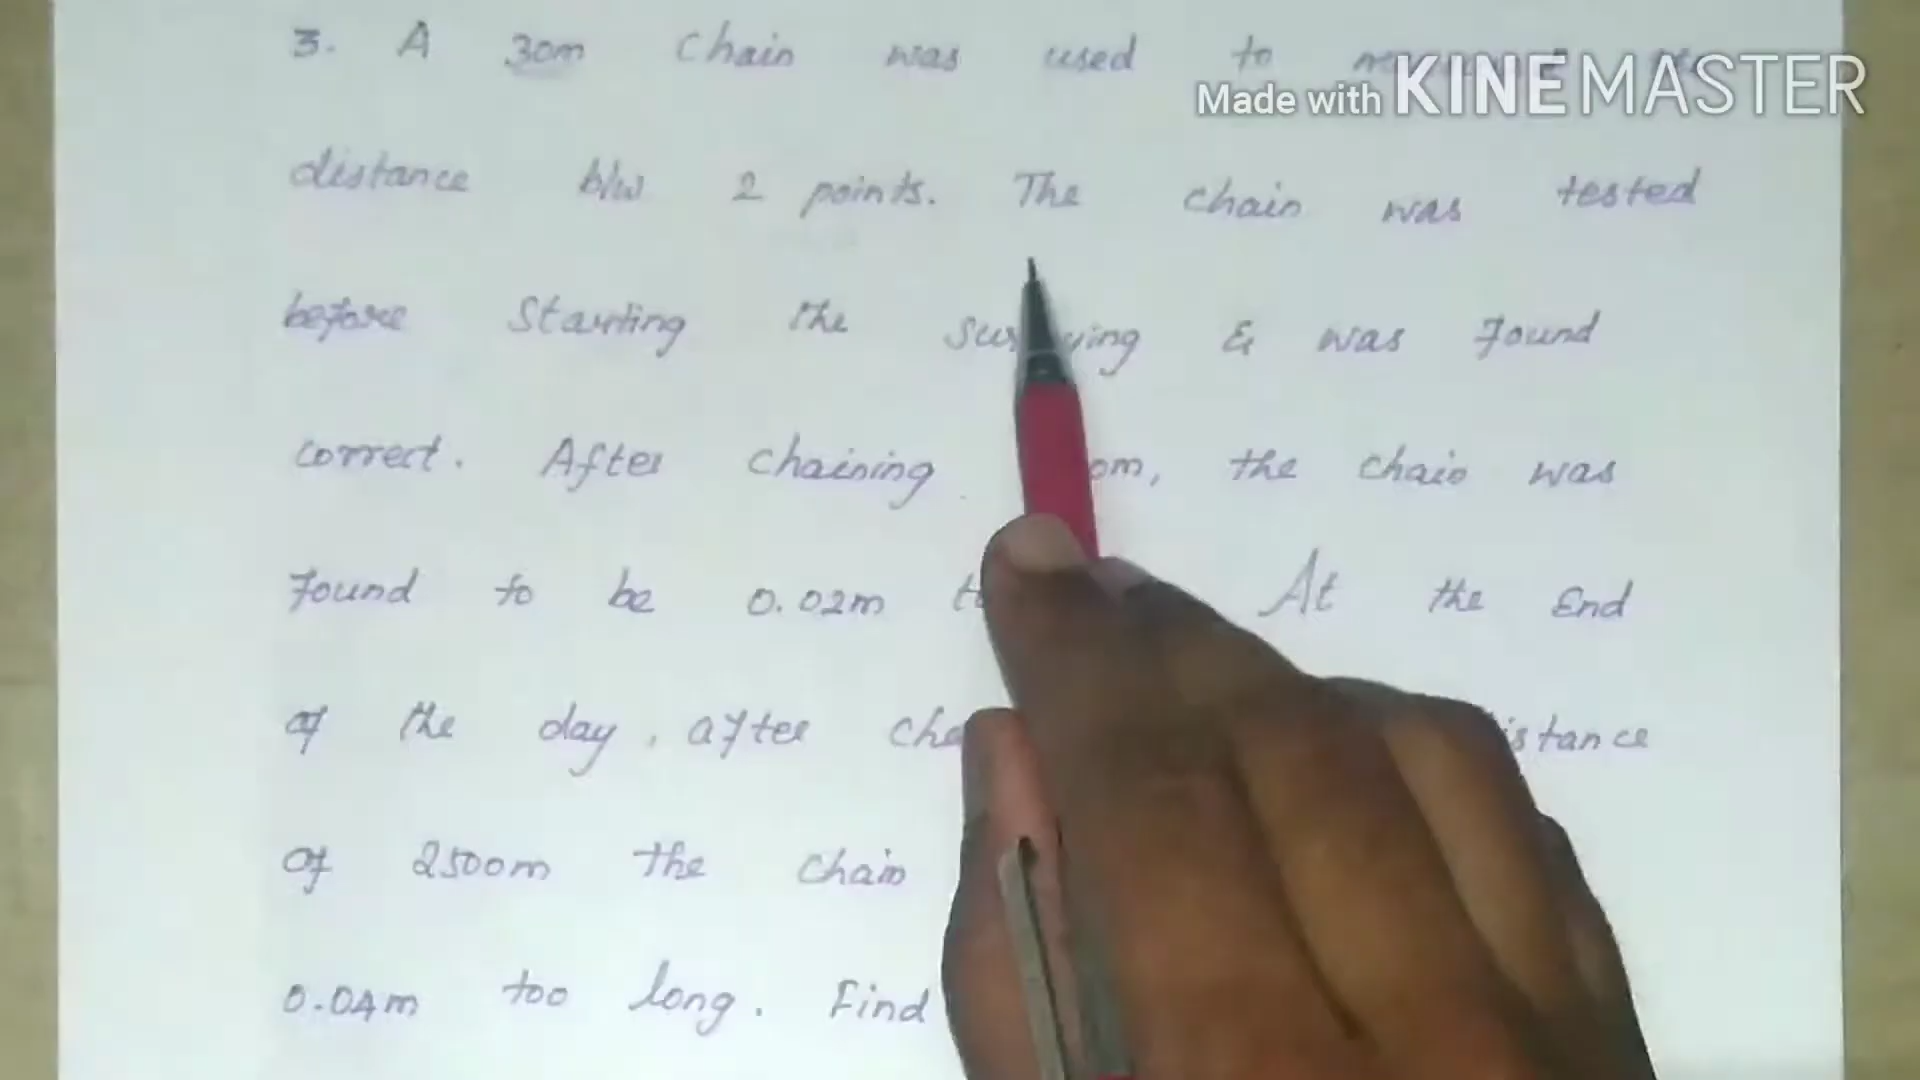 3. A 30m Chain was used to
Made with KINEMASTER
distance b/w 2 points. The chain was tested
before Starting the & was found
correct. After chaining the chain was
found to be 0.02m At the End
of the day, after
of 2500m the chain
0.04m too long. Find